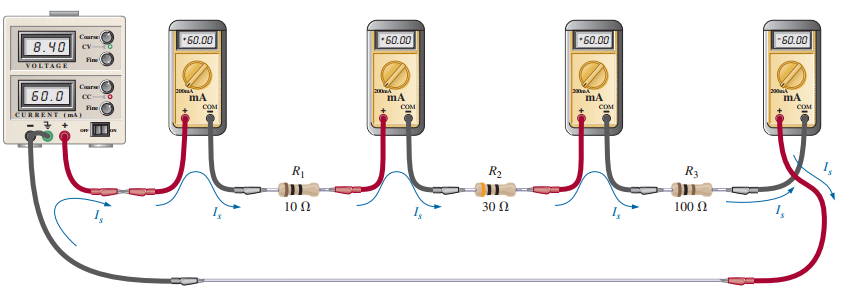 8.40
VOLTAGE
Coarse
CV
Fine
60.0
CURRENT (mA)
Coarse
CC
Fine
− + OFF ON
+60.00
200mA
mA
+ COM −
+60.00
200mA
mA
+ COM −
+60.00
200mA
mA
+ COM −
-60.00
200mA
mA
+ COM −
R1
10 Ω
R2
30 Ω
R3
100 Ω
Is
Is
Is
Is
Is
Is